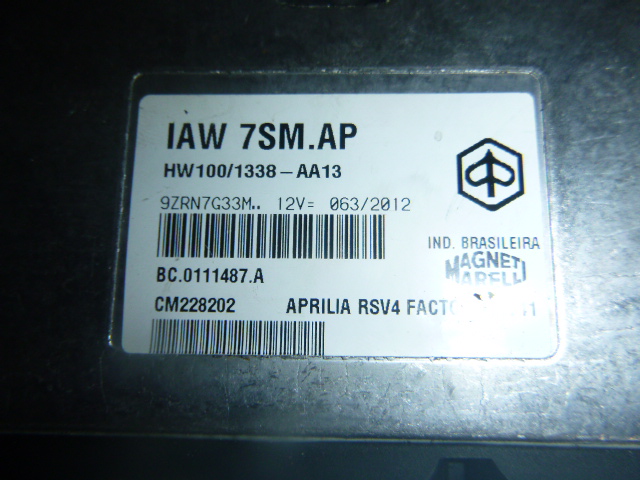 IAW 7SM.AP
HW100/1338-AA13
9ZRN7G33M.. 12V= 063/2012
IND. BRASILEIRA
MAGNETI
MARELLI
BC.0111487.A
CM228202 APRILIA RSV4